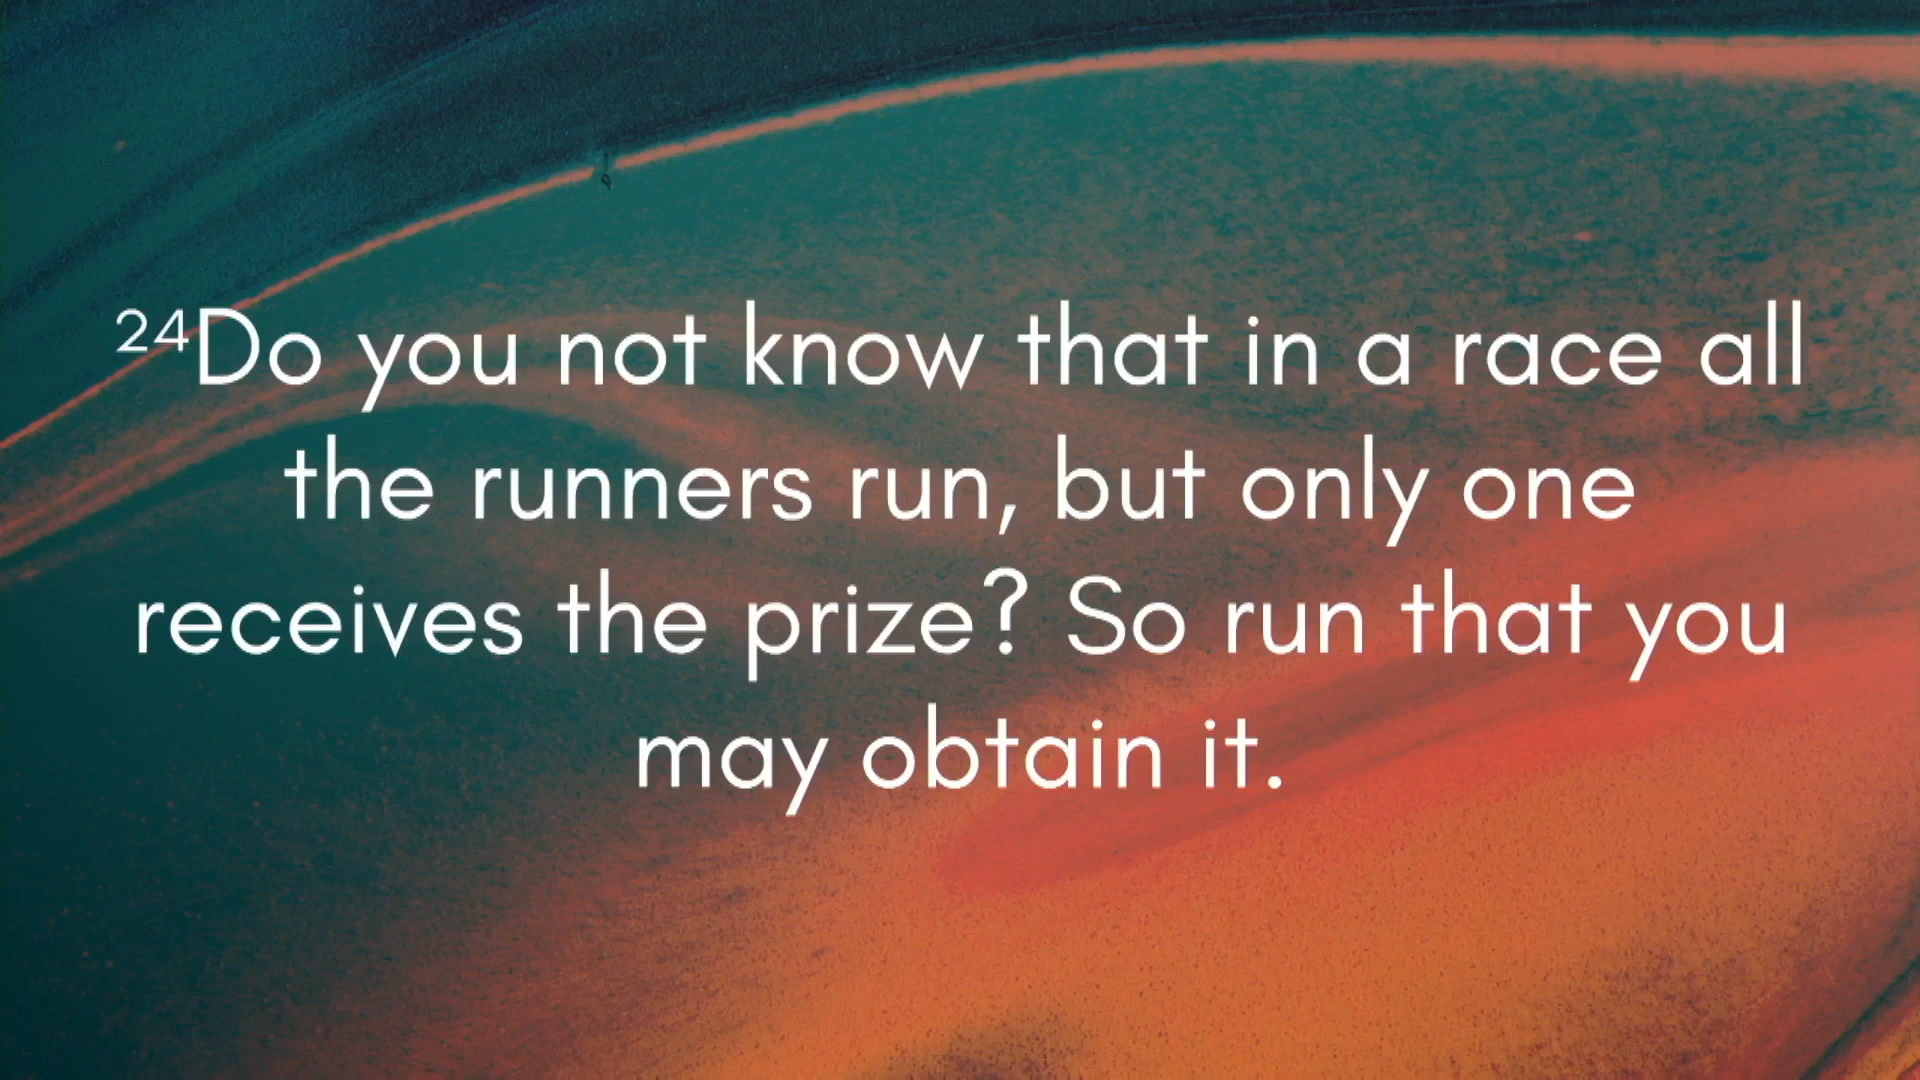 ²⁴Do you not know that in a race all
the runners run, but only one
receives the prize? So run that you
may obtain it.